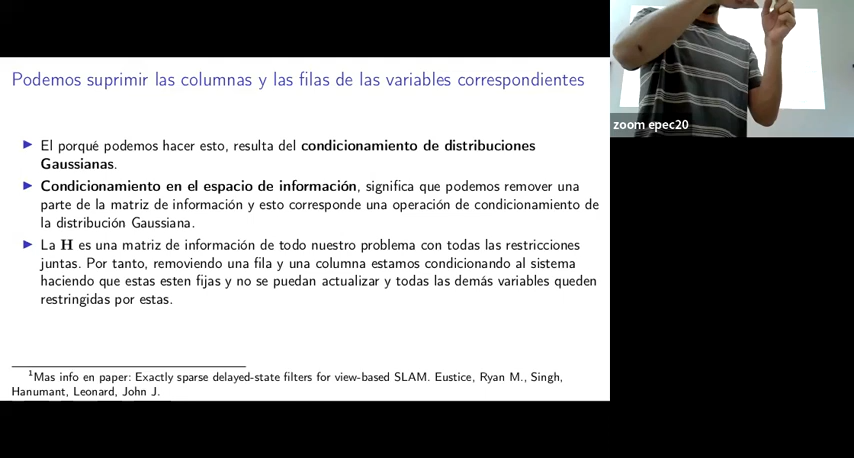 Podemos suprimir las columnas y las filas de las variables correspondientes
El porqué podemos hacer esto, resulta del condicionamiento de distribuciones
Gaussianas.
Condicionamiento en el espacio de información, significa que podemos remover una
parte de la matriz de información y esto corresponde una operación de condicionamiento de
la distribución Gaussiana.
La H es una matriz de información de todo nuestro problema con todas las restricciones
juntas. Por tanto, removiendo una fila y una columna estamos condicionando al sistema
haciendo que estas esten fijas y no se puedan actualizar y todas las demás variables queden
restringidas por estas.
1Mas info en paper: Exactly sparse delayed-state filters for view-based SLAM. Eustice, Ryan M., Singh,
Hanumant, Leonard, John J.
zoom epec20